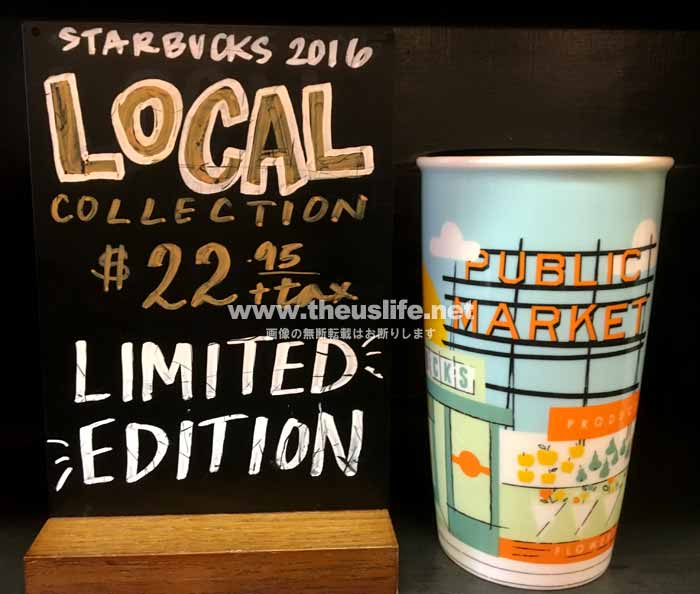 STARBUCKS 2016
LOCAL
COLLECTION
$22.95
+tax
LIMITED
EDITION
www.theuslife.net
画像の無断転載はお断りします
PUBLIC
MARKET